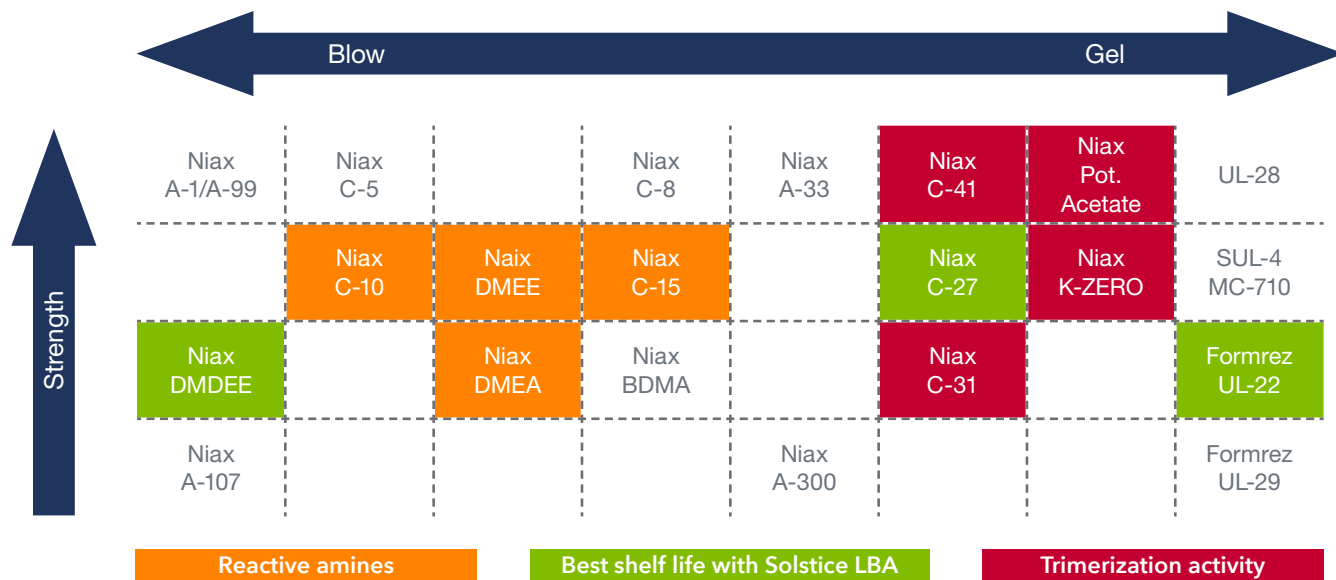 Blow
Gel
Strength
Niax
A-1/A-99
Niax
C-5
Niax
C-8
Niax
A-33
Niax
C-41
Niax
Pot.
Acetate
UL-28
Niax
C-10
Naix
DMEE
Niax
C-15
Niax
C-27
Niax
K-ZERO
SUL-4
MC-710
Niax
DMDEE
Niax
DMEA
Niax
BDMA
Niax
C-31
Formrez
UL-22
Niax
A-107
Niax
A-300
Formrez
UL-29
Reactive amines
Best shelf life with Solstice LBA
Trimerization activity